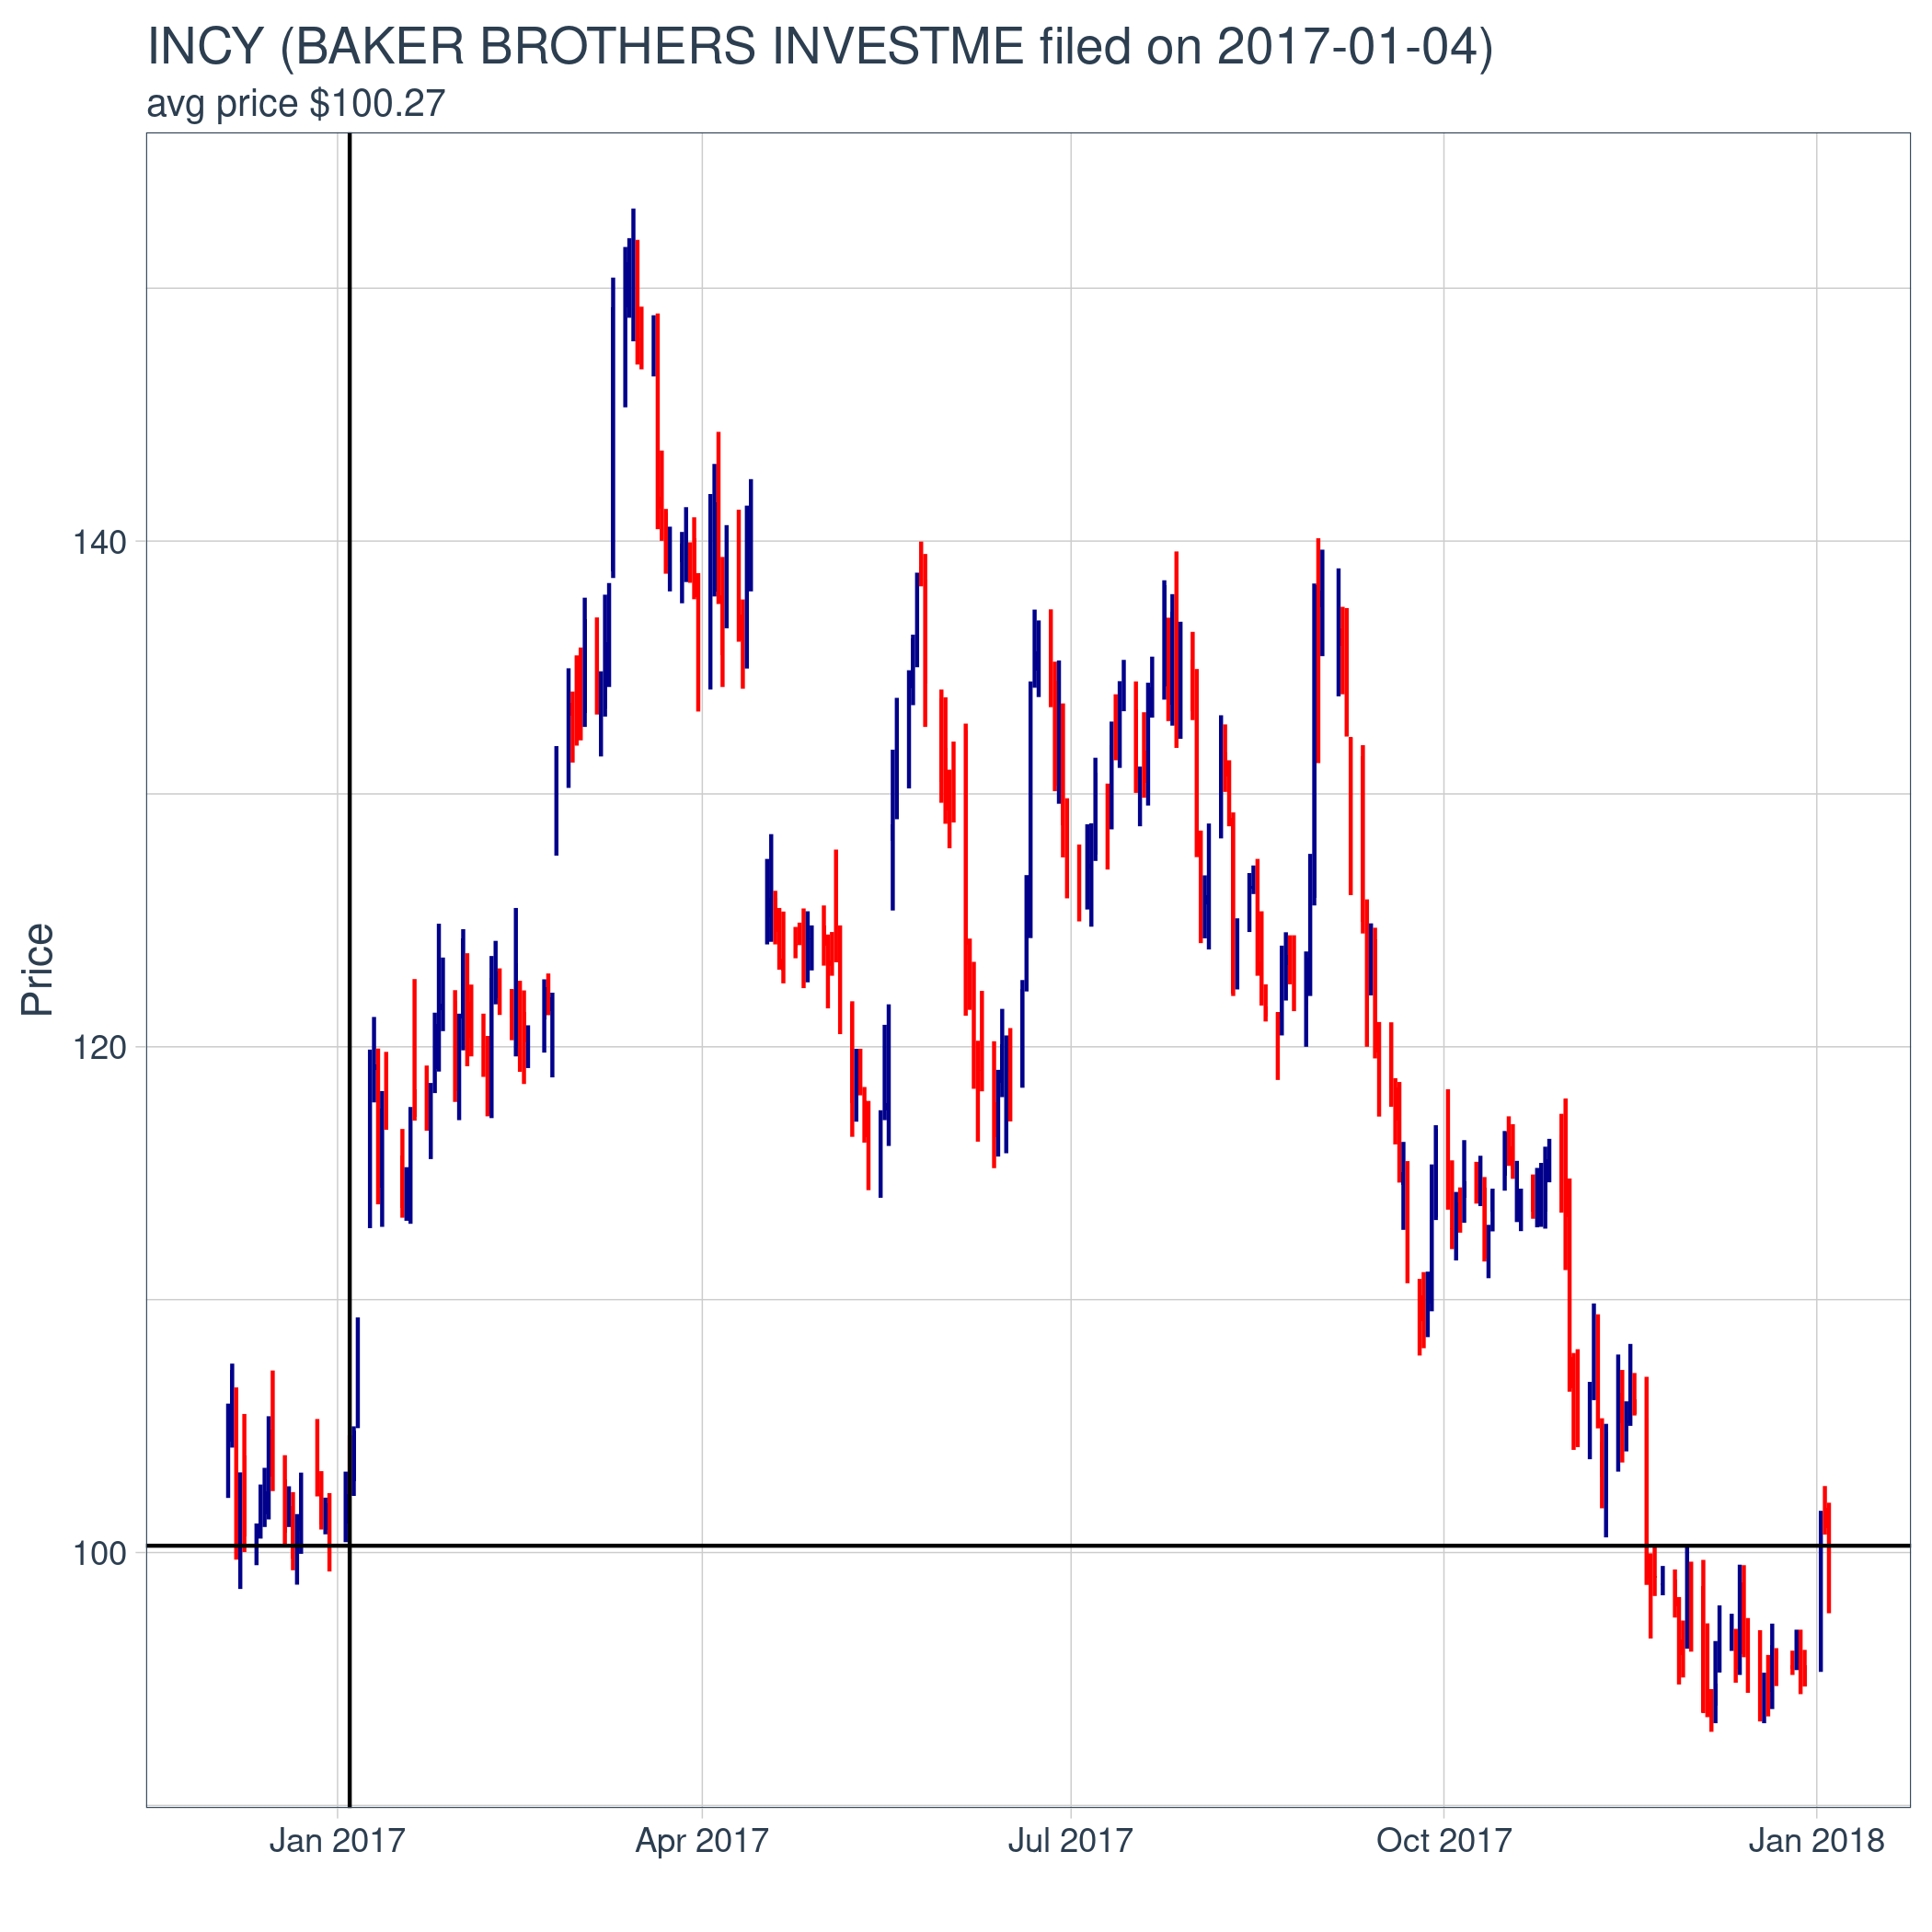 INCY (BAKER BROTHERS INVESTME filed on 2017-01-04)
avg price $100.27
Price
140
120
100
Jan 2017
Apr 2017
Jul 2017
Oct 2017
Jan 2018